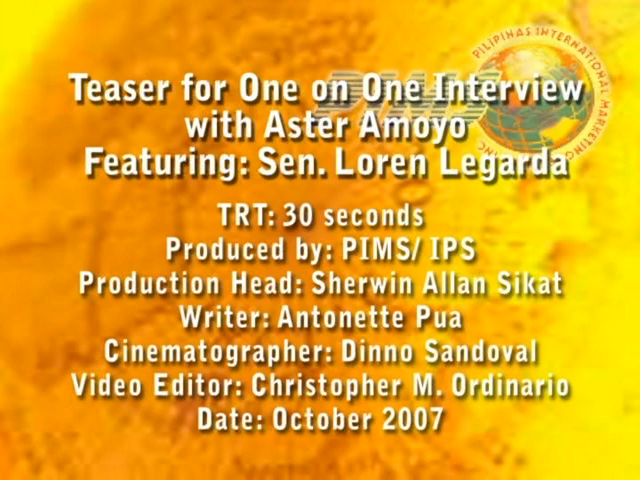 PILIPINAS INTERNATIONAL MARKETING
INC
PIMS
Teaser for One on One Interview
with Aster Amoyo
Featuring: Sen. Loren Legarda
TRT: 30 seconds
Produced by: PIMS/ IPS
Production Head: Sherwin Allan Sikat
Writer: Antonette Pua
Cinematographer: Dinno Sandoval
Video Editor: Christopher M. Ordinario
Date: October 2007